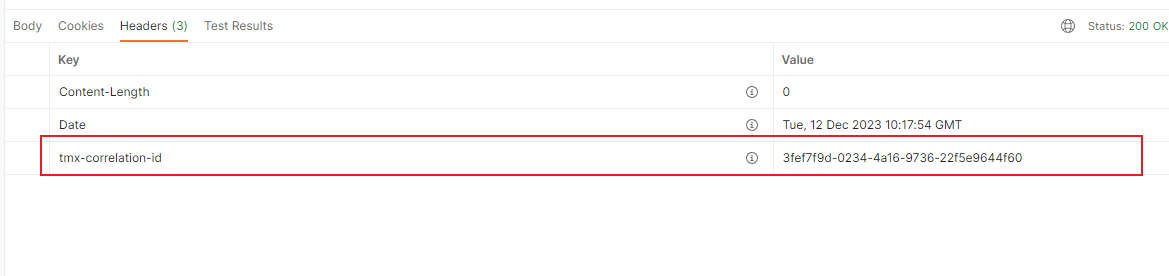 Body Cookies Headers (3) Test Results Status: 200 OK
Key Value
Content-Length 0
Date Tue, 12 Dec 2023 10:17:54 GMT
tmx-correlation-id 3fef7f9d-0234-4a16-9736-22f5e9644f60